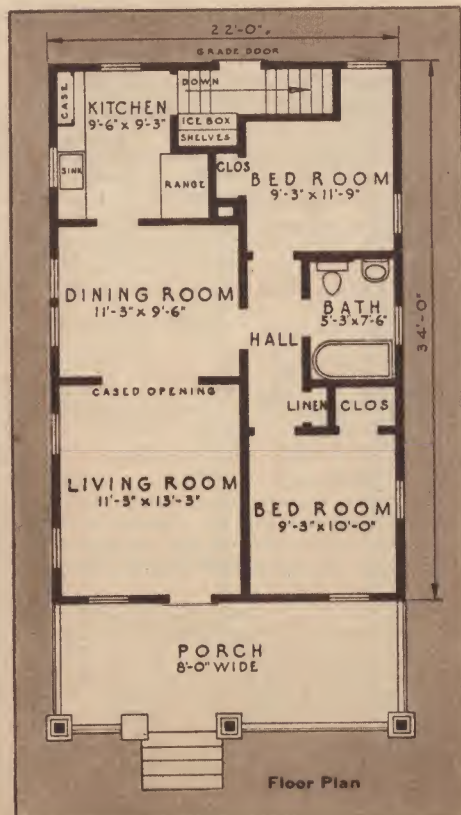 22'-0"
GRADE DOOR
DOWN
CASE
KITCHEN
9'-6" x 9'-3"
ICE BOX
SHELVES
SINK
RANGE
CLOS
BED ROOM
9'-3" x 11'-9"
DINING ROOM
11'-3" x 9'-6"
BATH
5'-3" x 7'-6"
34'-0"
HALL
CASED OPENING
LINEN
CLOS
LIVING ROOM
11'-3" x 13'-3"
BED ROOM
9'-3" x 10'-0"
PORCH
8'-0" WIDE
Floor Plan